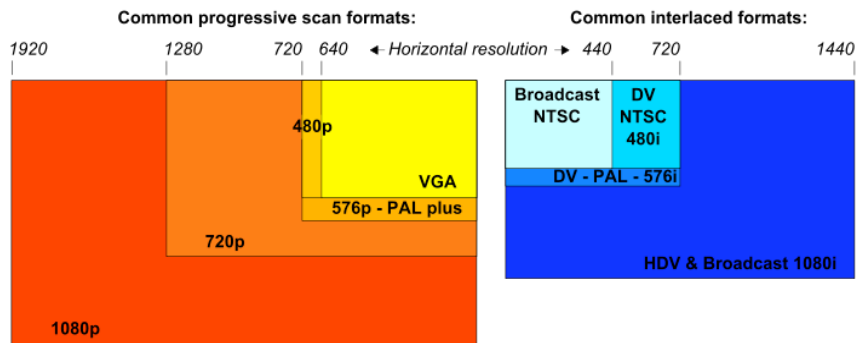 Common progressive scan formats:
Common interlaced formats:
1920
1280
720
640
Horizontal resolution
440
720
1440
480p
VGA
576p - PAL plus
720p
1080p
Broadcast
NTSC
DV
NTSC
480i
DV - PAL - 576i
HDV & Broadcast 1080i